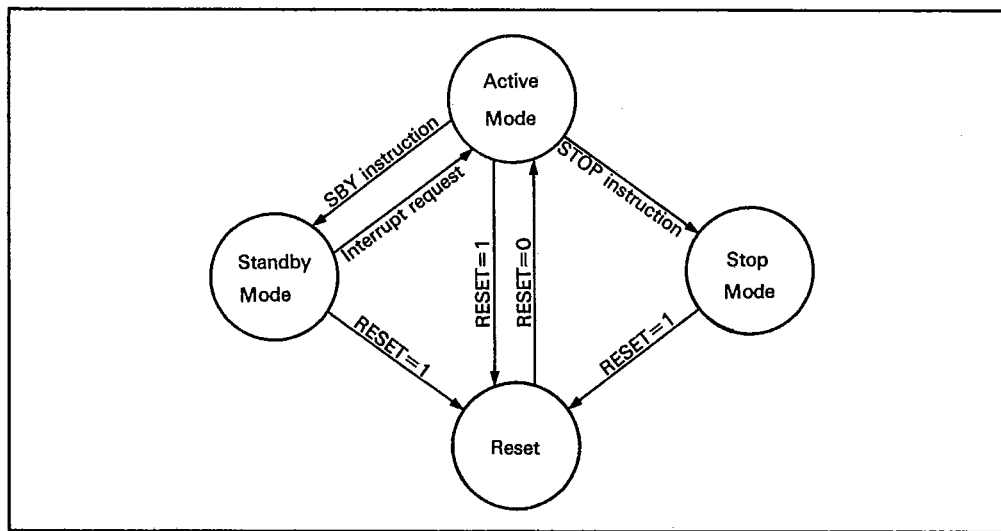 Active
Mode
SBY instruction
Interrupt request
STOP instruction
RESET=1
RESET=0
Standby
Mode
Stop
Mode
RESET=1
RESET=1
Reset